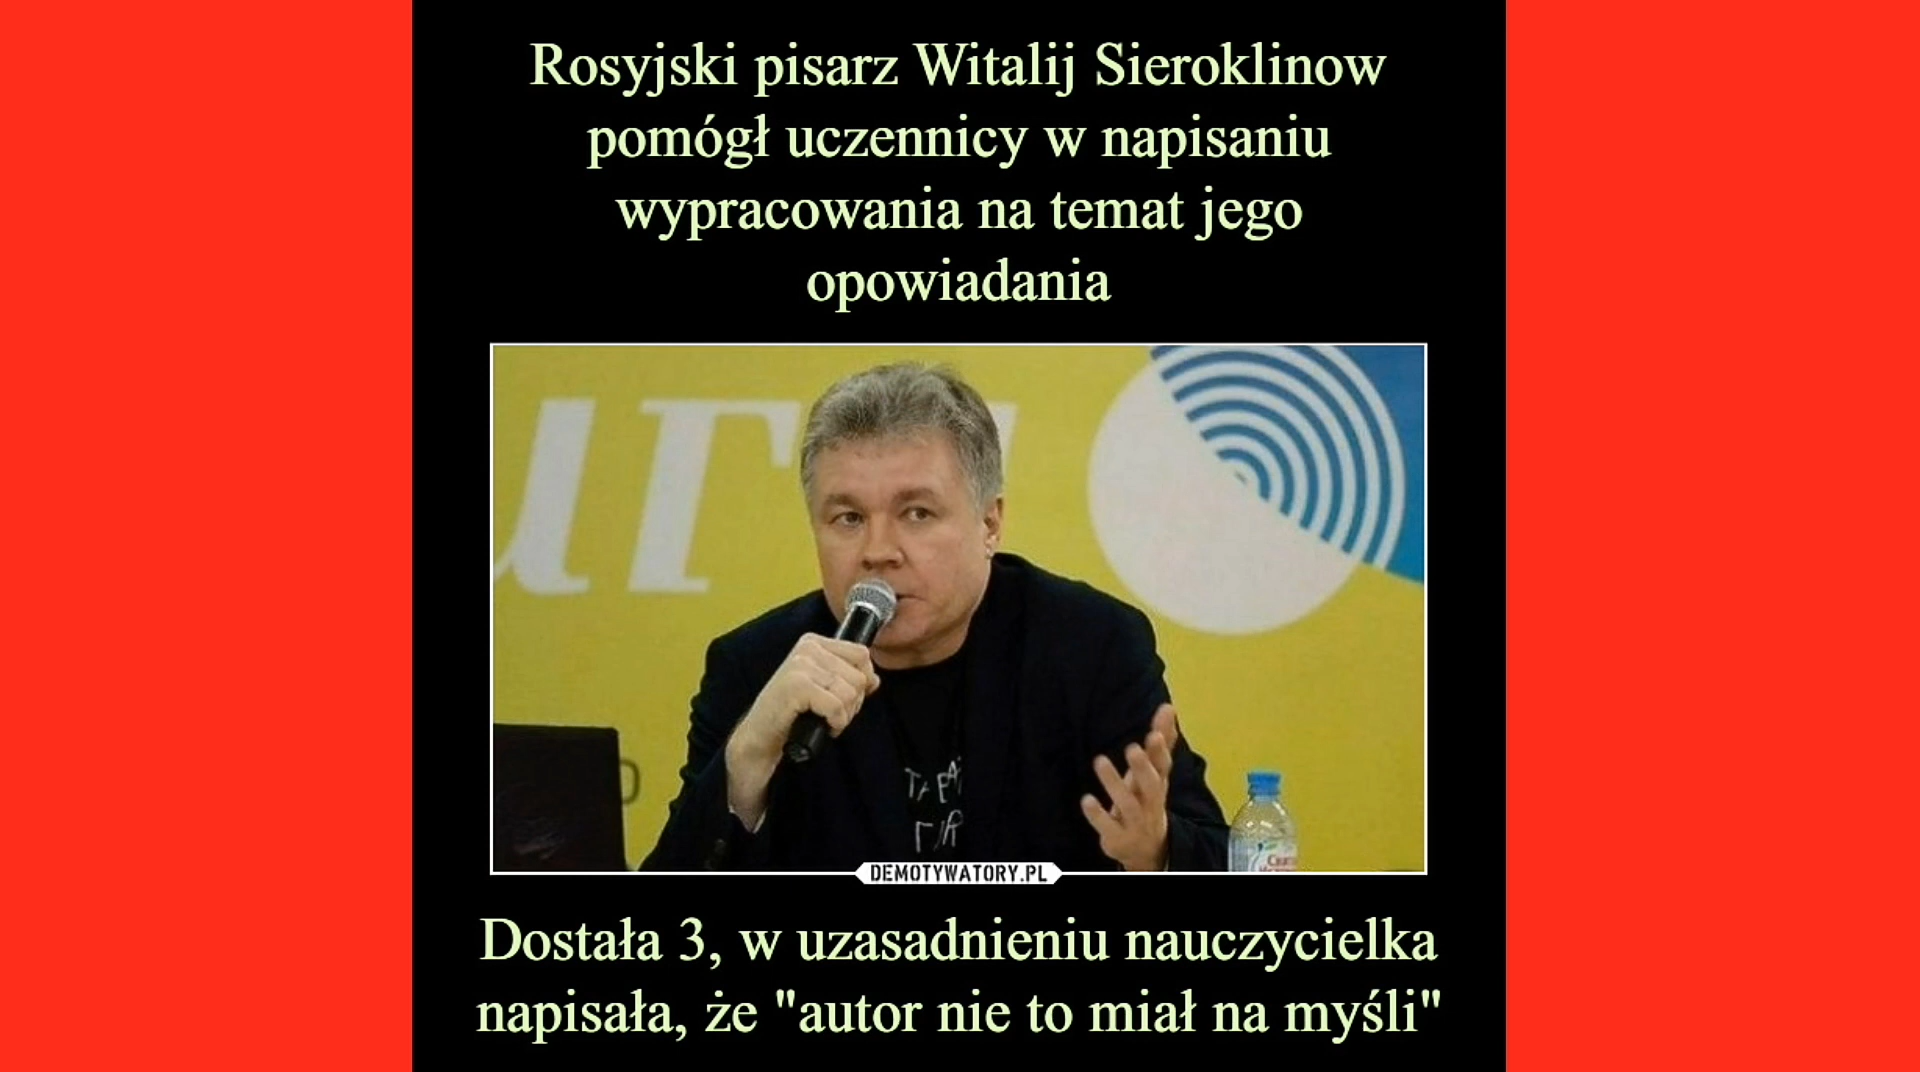 Rosyjski pisarz Witalij Sieroklinow
pomógł uczennicy w napisaniu
wypracowania na temat jego
opowiadania
DEMOTYWATORY.PL
Dostała 3, w uzasadnieniu nauczycielka
napisała, że "autor nie to miał na myśli"